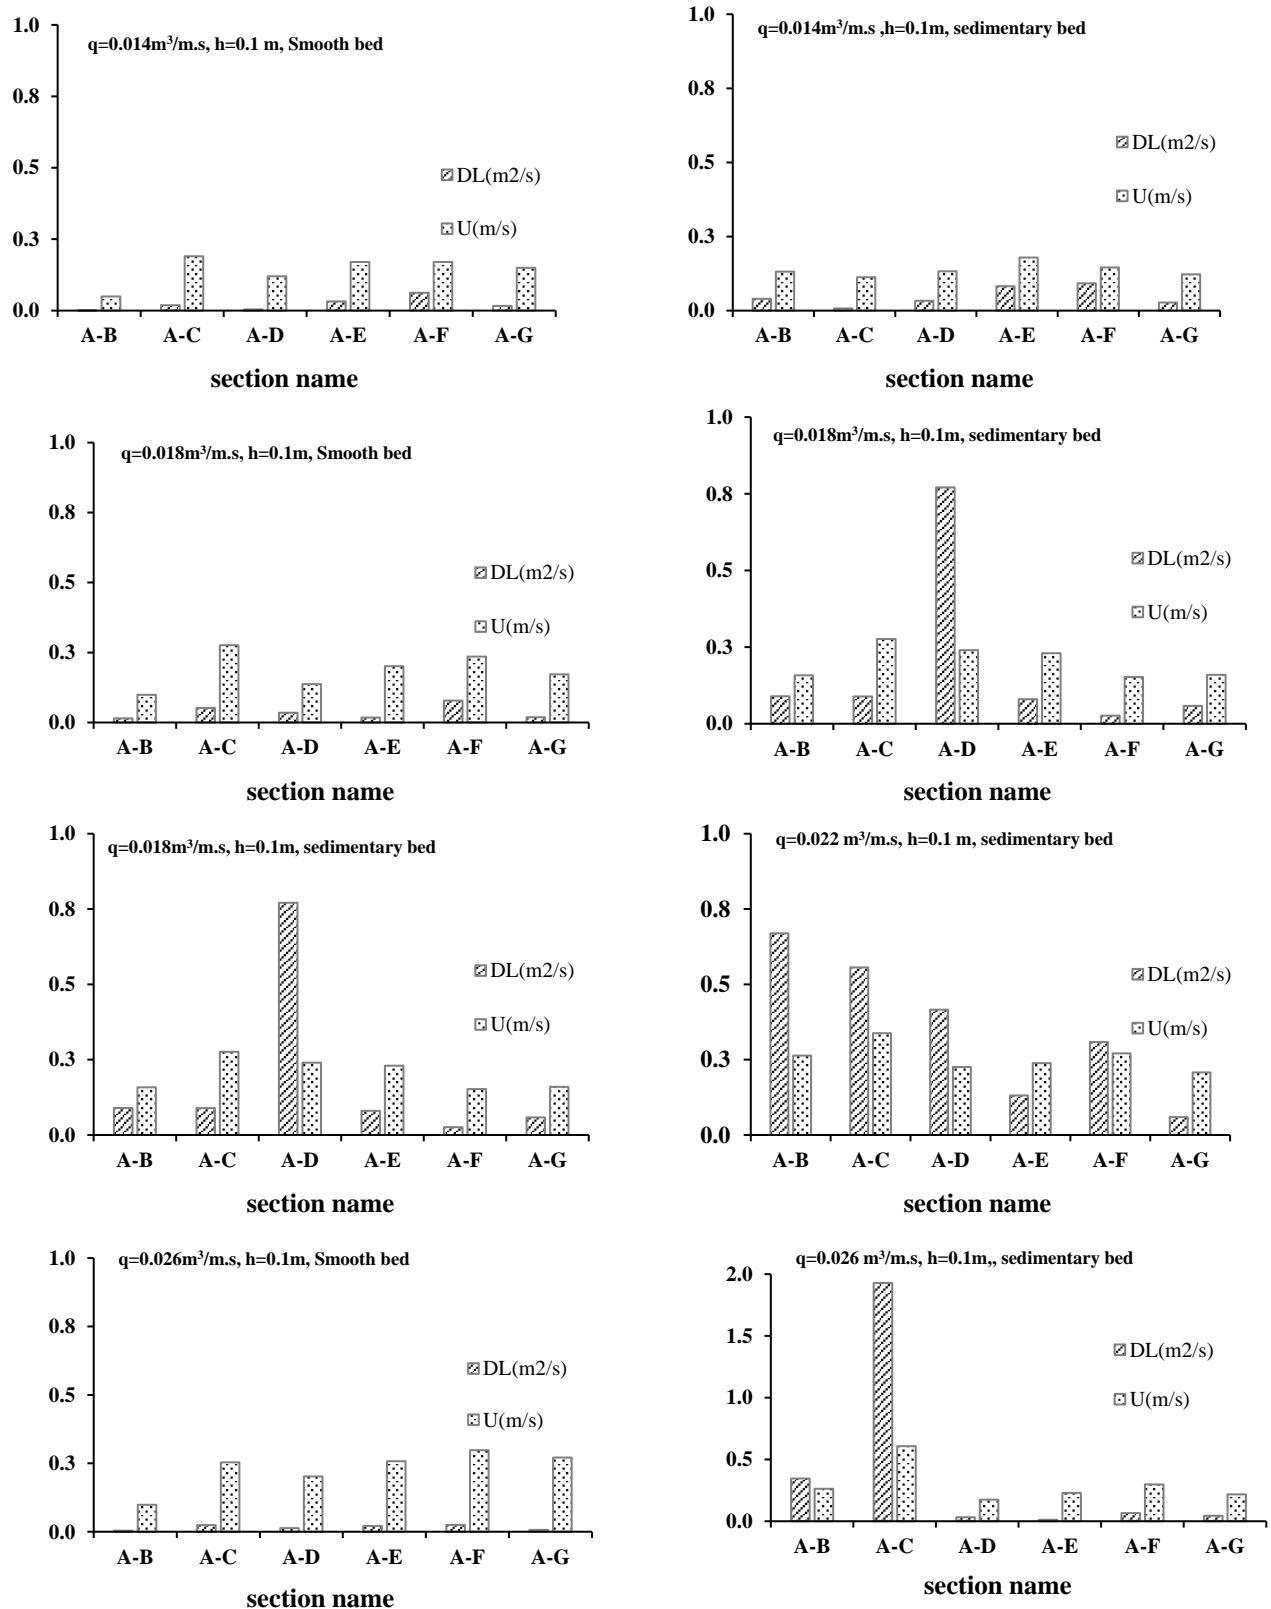 q=0.014m³/m.s, h=0.1 m, Smooth bed
1.0
0.8
0.5
0.3
0.0
DL(m2/s)
U(m/s)
A-B A-C A-D A-E A-F A-G
section name
q=0.014m³/m.s ,h=0.1m, sedimentary bed
1.0
0.8
0.5
0.3
0.0
DL(m2/s)
U(m/s)
A-B A-C A-D A-E A-F A-G
section name
q=0.018m³/m.s, h=0.1m, Smooth bed
1.0
0.8
0.5
0.3
0.0
DL(m2/s)
U(m/s)
A-B A-C A-D A-E A-F A-G
section name
q=0.018m³/m.s, h=0.1m, sedimentary bed
1.0
0.8
0.5
0.3
0.0
DL(m2/s)
U(m/s)
A-B A-C A-D A-E A-F A-G
section name
q=0.018m³/m.s, h=0.1m, sedimentary bed
1.0
0.8
0.5
0.3
0.0
DL(m2/s)
U(m/s)
A-B A-C A-D A-E A-F A-G
section name
q=0.022 m³/m.s, h=0.1 m, sedimentary bed
1.0
0.8
0.5
0.3
0.0
DL(m2/s)
U(m/s)
A-B A-C A-D A-E A-F A-G
section name
q=0.026m³/m.s, h=0.1m, Smooth bed
1.0
0.8
0.5
0.3
0.0
DL(m2/s)
U(m/s)
A-B A-C A-D A-E A-F A-G
section name
q=0.026 m³/m.s, h=0.1m,, sedimentary bed
2.0
1.5
1.0
0.5
0.0
DL(m2/s)
U(m/s)
A-B A-C A-D A-E A-F A-G
section name